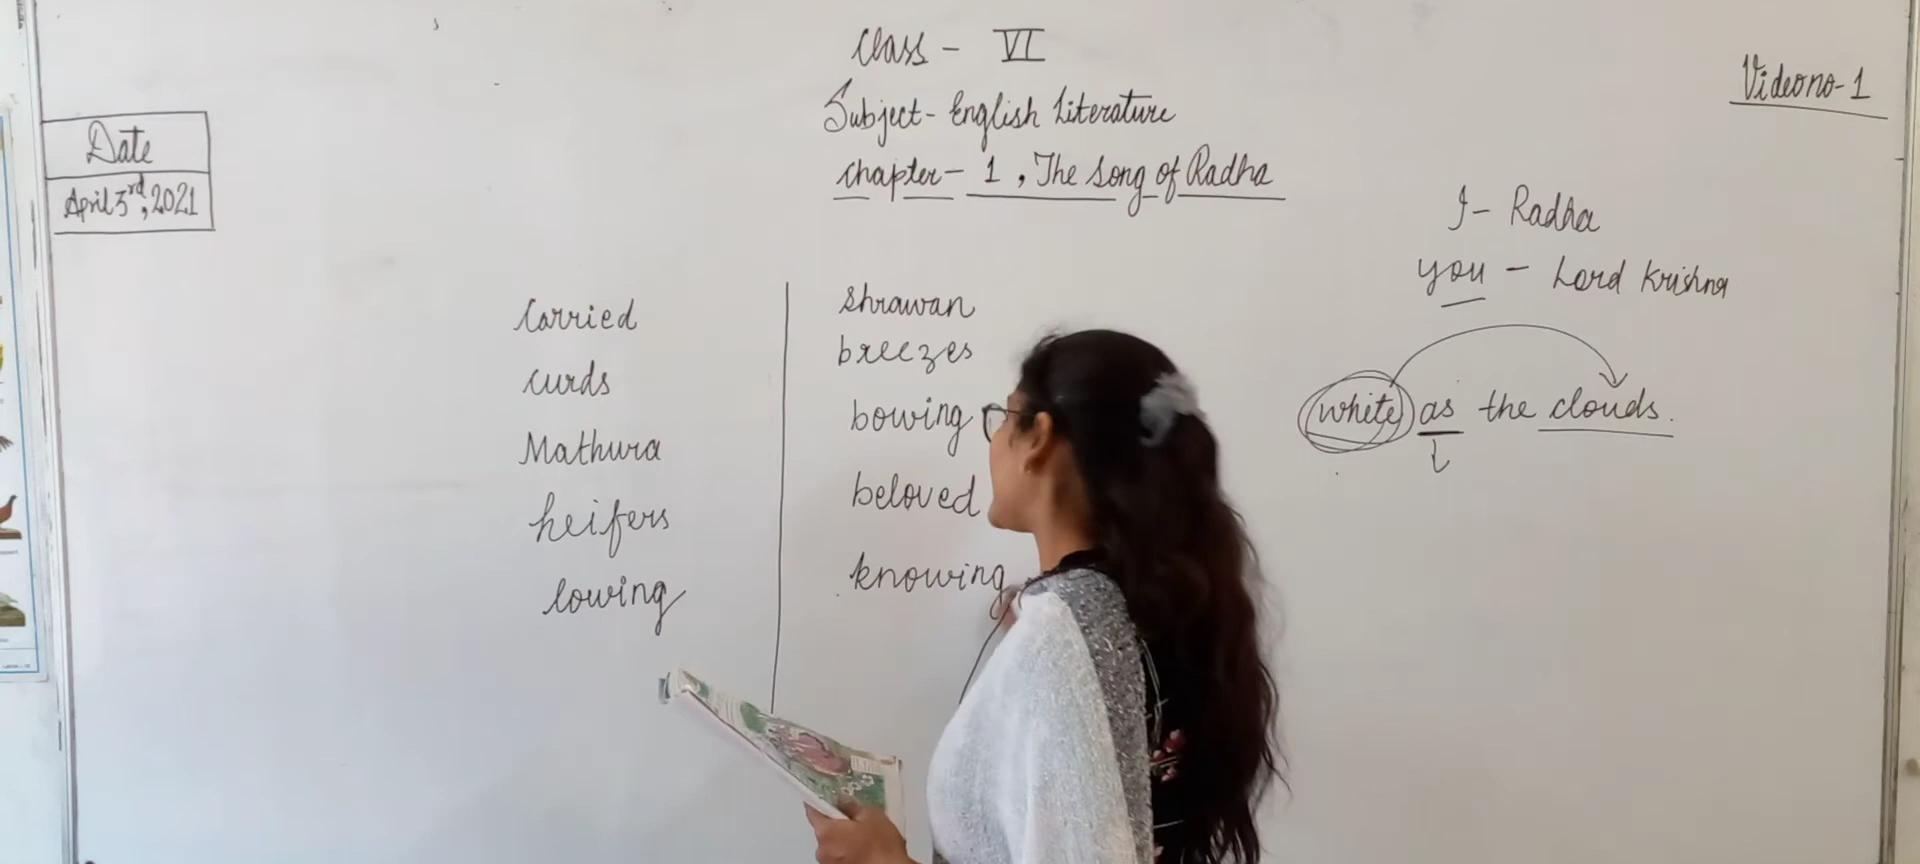 Class - VI
Subject - English Literature
Chapter - 1, The Song of Radha
Video no - 1
Date
April 3rd, 2021
Carried
curds
Mathura
heifers
lowing
Shrawan
breezes
bowing
beloved
knowing
I - Radha
you - Lord Krishna
white as the clouds.